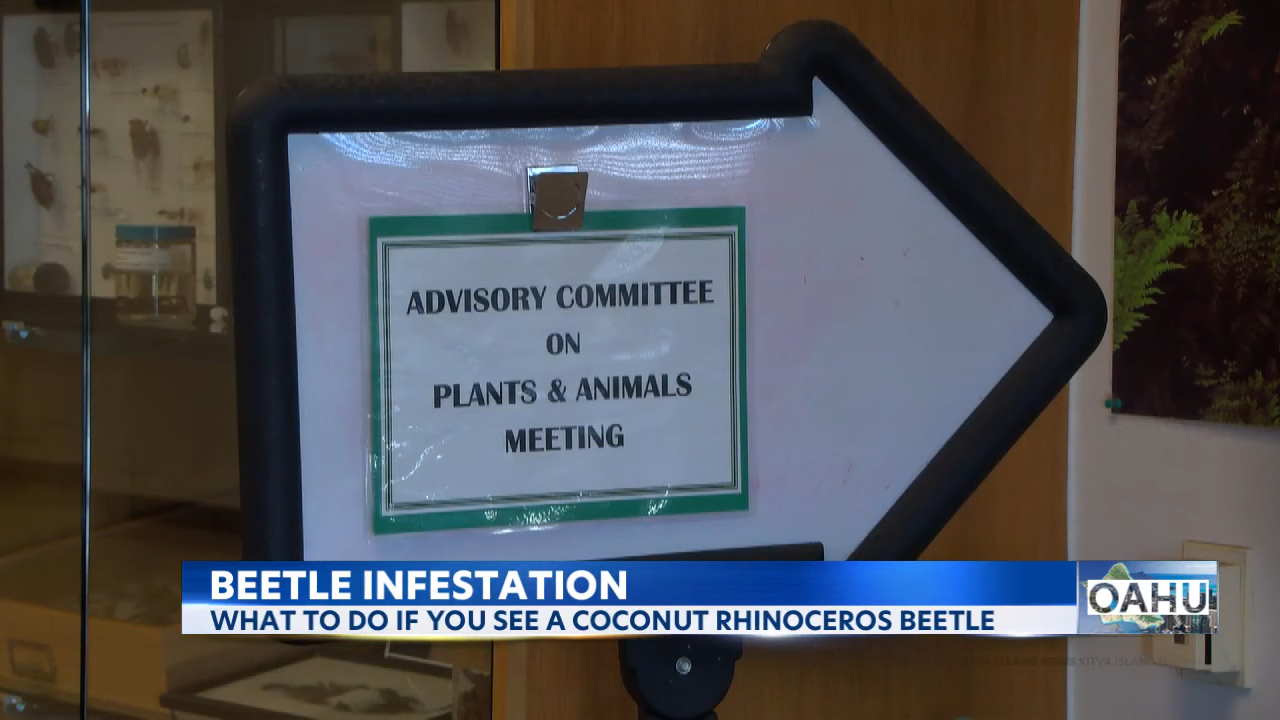 ADVISORY COMMITTEE
ON
PLANTS & ANIMALS
MEETING
BEETLE INFESTATION
WHAT TO DO IF YOU SEE A COCONUT RHINOCEROS BEETLE
OAHU